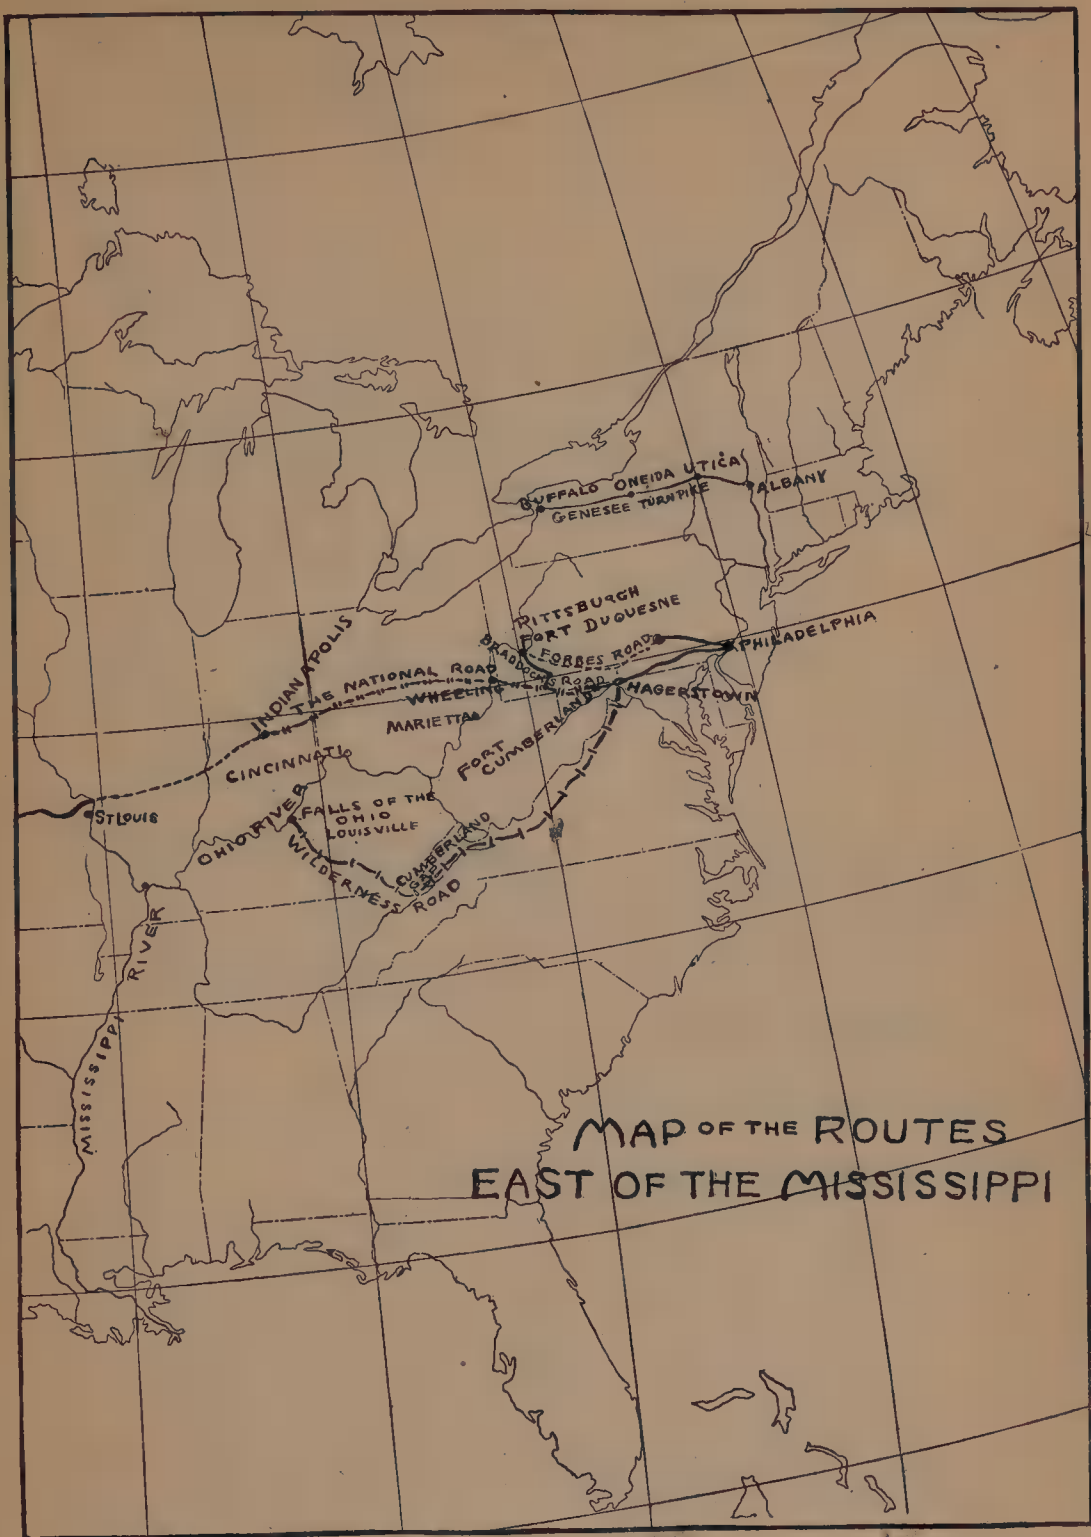 BUFFALO ONEIDA UTICA
ALBANY
GENESEE TURNPIKE
PITTSBURGH
FORT DUQUESNE
FORBES ROAD
PHILADELPHIA
BRADDOCK'S ROAD
INDIANAPOLIS
THE NATIONAL ROAD
WHEELING
HAGERSTOWN
MARIETTA
FORT
CUMBERLAND
CINCINNATI
ST LOUIS
OHIO RIVER
FALLS OF THE
OHIO
LOUISVILLE
WILDERNESS ROAD
CUMBERLAND
GAP
MISSISSIPPI RIVER
MAP OF THE ROUTES
EAST OF THE MISSISSIPPI